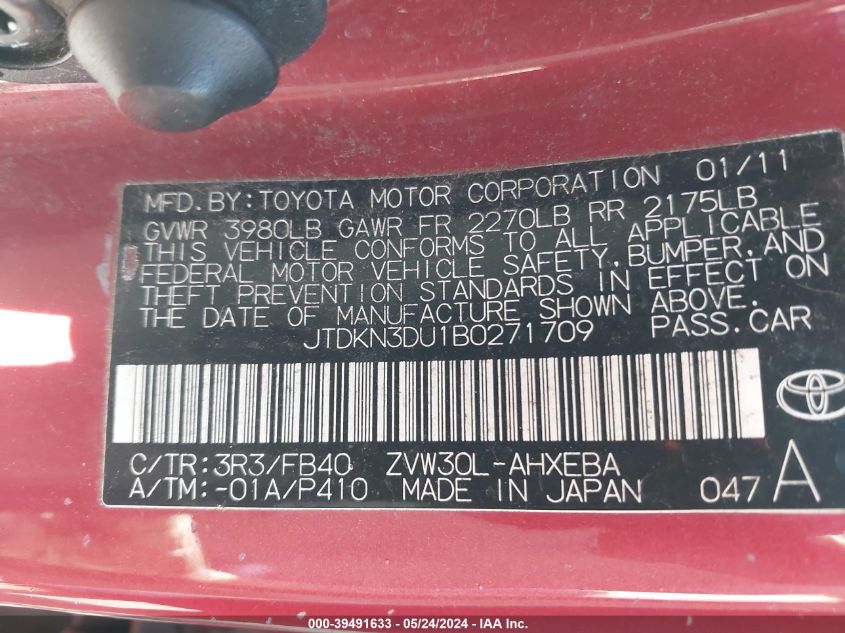 MFD. BY: TOYOTA MOTOR CORPORATION 01/11
GVWR 3980LB GAWR FR 2270LB RR 2175LB
THIS VEHICLE CONFORMS TO ALL APPLICABLE
FEDERAL MOTOR VEHICLE SAFETY, BUMPER, AND
THEFT PREVENTION STANDARDS IN EFFECT ON
THE DATE OF MANUFACTURE SHOWN ABOVE.
JTDKN3DU1B0271709 PASS. CAR
C/TR: 3R3/FB40 ZVW30L-AHXEBA
A/TM: -01A/P410 MADE IN JAPAN 047 A
000-39491633 - 05/24/2024 - IAA Inc.